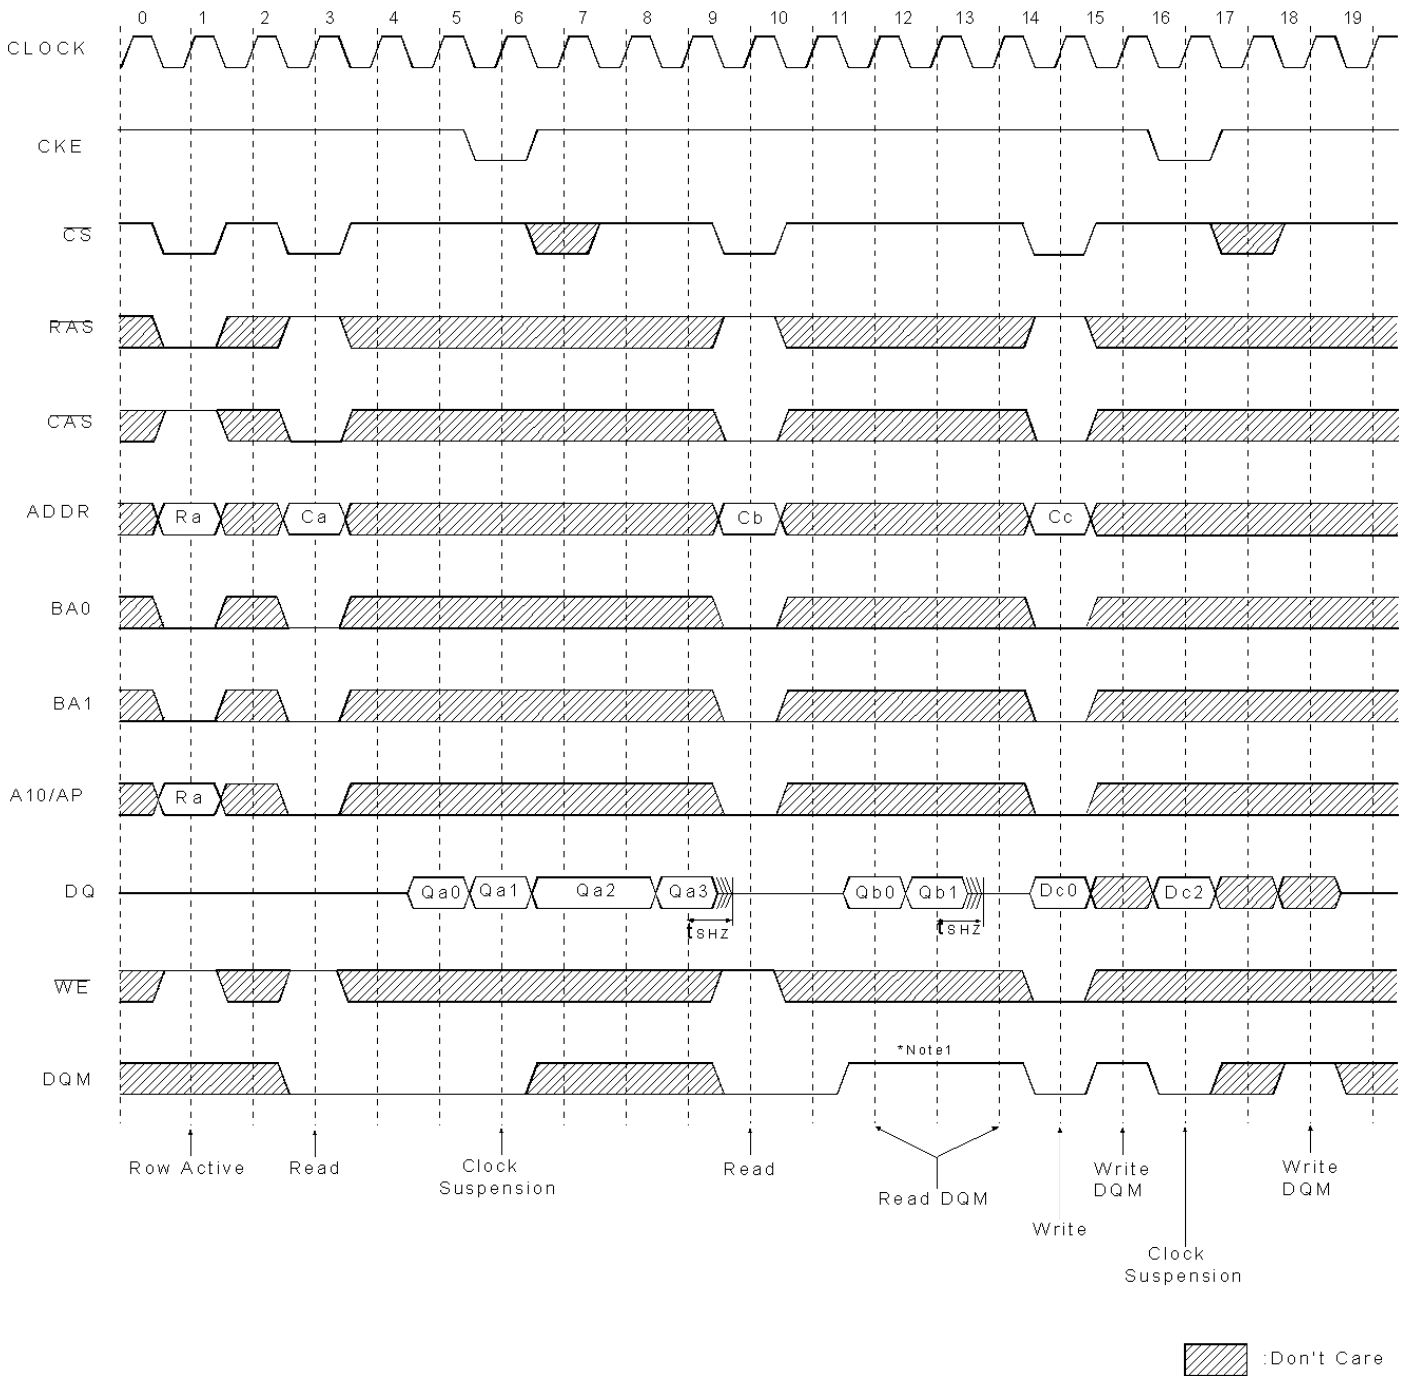 0 1 2 3 4 5 6 7 8 9 10 11 12 13 14 15 16 17 18 19
CLOCK
CKE
CS
RAS
CAS
ADDR Ra Ca Cb Cc
BA0
BA1
A10/AP Ra
DQ Qa0 Qa1 Qa2 Qa3 Qb0 Qb1 Dc0 Dc2
tSHZ tSHZ
WE
*Note1
DQM
Row Active Read Clock Suspension Read Read DQM Write Write DQM Clock Suspension Write DQM
:Don't Care